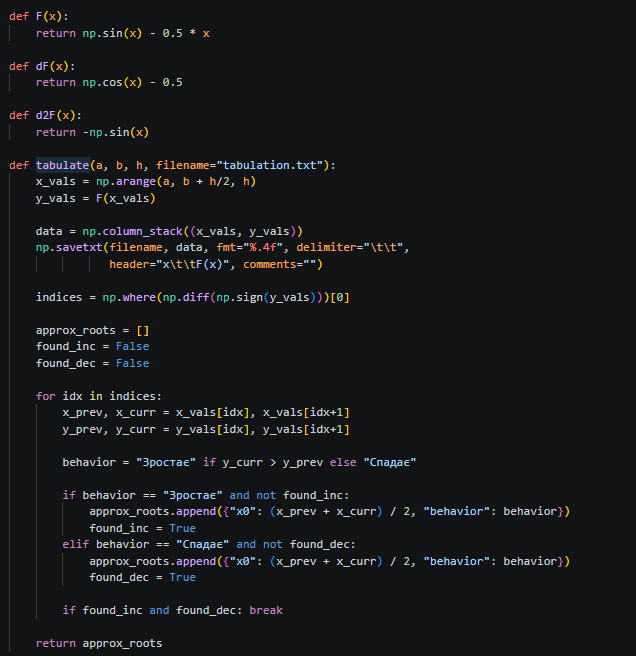 def F(x):
    return np.sin(x) - 0.5 * x
def dF(x):
    return np.cos(x) - 0.5
def d2F(x):
    return -np.sin(x)
def tabulate(a, b, h, filename="tabulation.txt"):
    x_vals = np.arange(a, b + h/2, h)
    y_vals = F(x_vals)
    data = np.column_stack((x_vals, y_vals))
    np.savetxt(filename, data, fmt="%.4f", delimiter="\t\t",
               header="x\t\tF(x)", comments="")
    indices = np.where(np.diff(np.sign(y_vals)))[0]
    approx_roots = []
    found_inc = False
    found_dec = False
    for idx in indices:
        x_prev, x_curr = x_vals[idx], x_vals[idx+1]
        y_prev, y_curr = y_vals[idx], y_vals[idx+1]
        behavior = "Зростає" if y_curr > y_prev else "Спадає"
        if behavior == "Зростає" and not found_inc:
            approx_roots.append({"x0": (x_prev + x_curr) / 2, "behavior": behavior})
            found_inc = True
        elif behavior == "Спадає" and not found_dec:
            approx_roots.append({"x0": (x_prev + x_curr) / 2, "behavior": behavior})
            found_dec = True
        if found_inc and found_dec: break
    return approx_roots